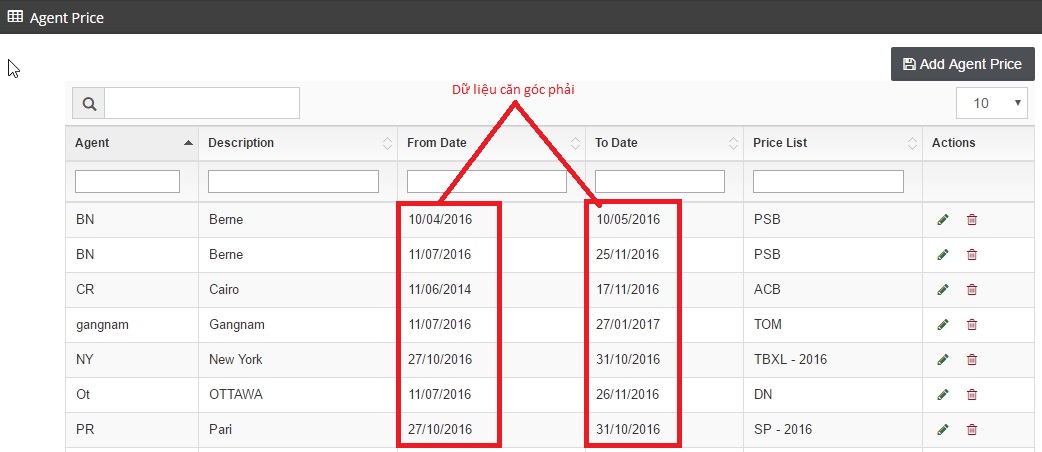 Agent Price
Add Agent Price
Dữ liệu căn góc phải
10
Agent Description From Date To Date Price List Actions
BN Berne 10/04/2016 10/05/2016 PSB
BN Berne 11/07/2016 25/11/2016 PSB
CR Cairo 11/06/2014 17/11/2016 ACB
gangnam Gangnam 11/07/2016 27/01/2017 TOM
NY New York 27/10/2016 31/10/2016 TBXL - 2016
Ot OTTAWA 11/07/2016 26/11/2016 DN
PR Pari 27/10/2016 31/10/2016 SP - 2016